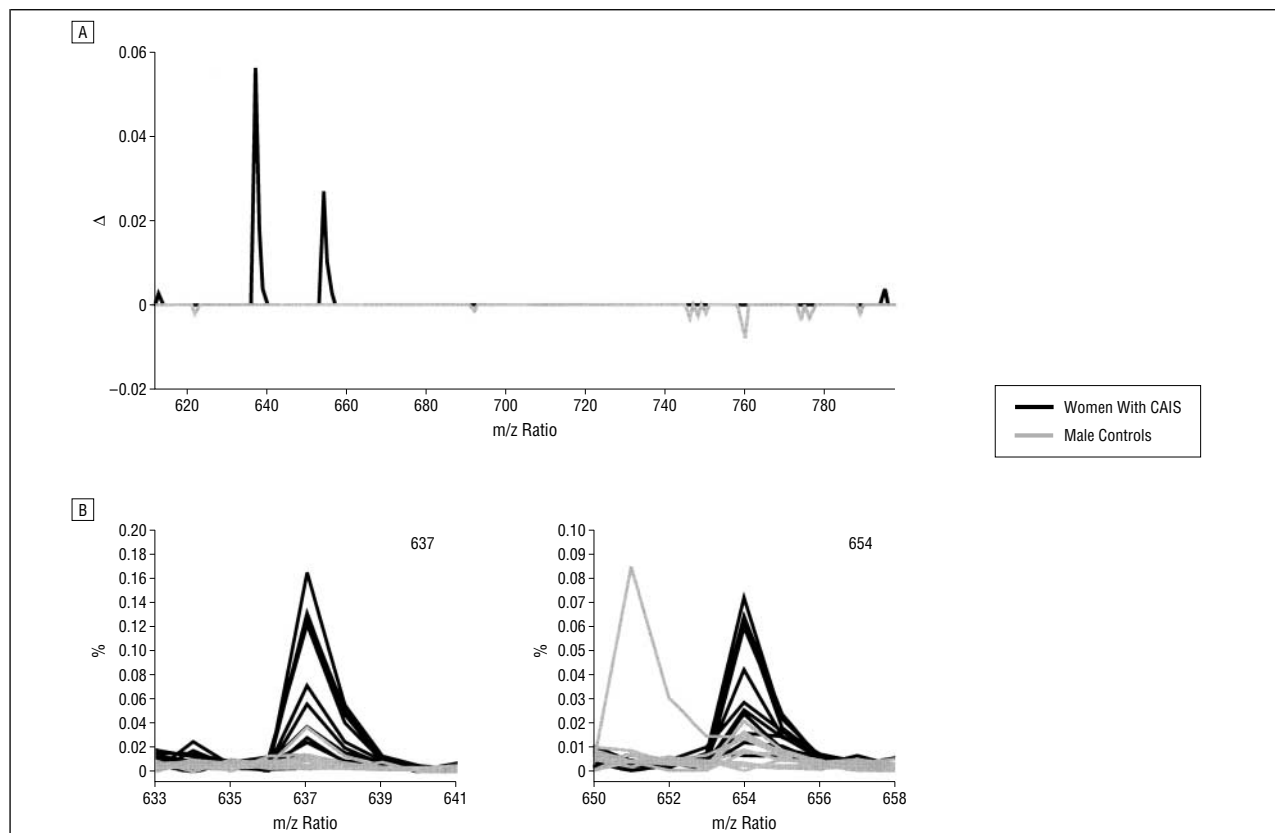 A
0.06
0.04
0.02
0
−0.02
Δ
620 640 660 680 700 720 740 760 780
m/z Ratio
Women With CAIS
Male Controls
B
0.20
0.18
0.16
0.14
0.12
0.10
0.08
0.06
0.04
0.02
0
%
637
633 635 637 639 641
m/z Ratio
0.10
0.09
0.08
0.07
0.06
0.05
0.04
0.03
0.02
0.01
0
%
654
650 652 654 656 658
m/z Ratio